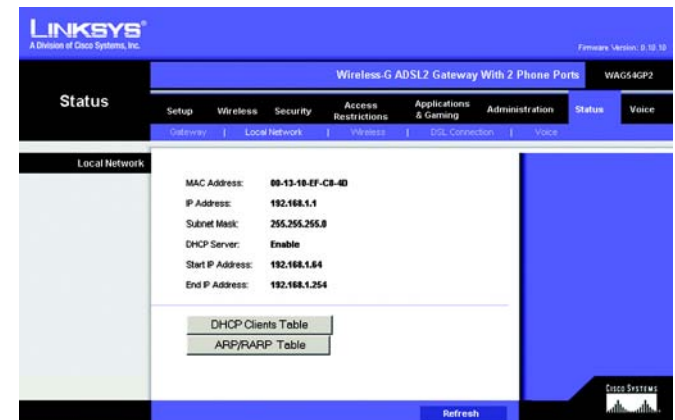 LINKSYS®
A Division of Cisco Systems, Inc.
Firmware Version: 0.10.10
Wireless-G ADSL2 Gateway With 2 Phone Ports WAG54GP2
Status
Setup Wireless Security Access Restrictions Applications & Gaming Administration Status Voice
Gateway | Local Network | Wireless | DSL Connection | Voice
Local Network
MAC Address: 00-13-10-EF-C8-4D
IP Address: 192.168.1.1
Subnet Mask: 255.255.255.0
DHCP Server: Enable
Start IP Address: 192.168.1.64
End IP Address: 192.168.1.254
DHCP Clients Table
ARP/RARP Table
Refresh
CISCO SYSTEMS